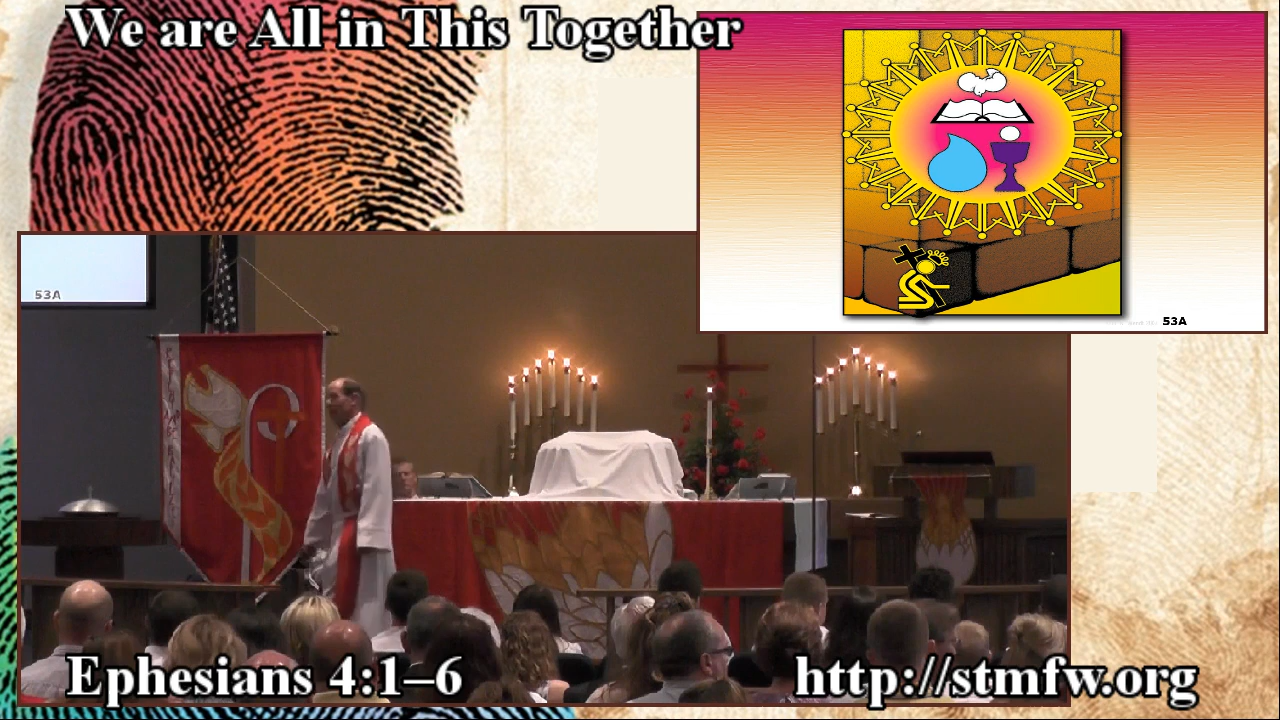 We are All in This Together
53A
53A
Ephesians 4:1–6
http://stmfw.org